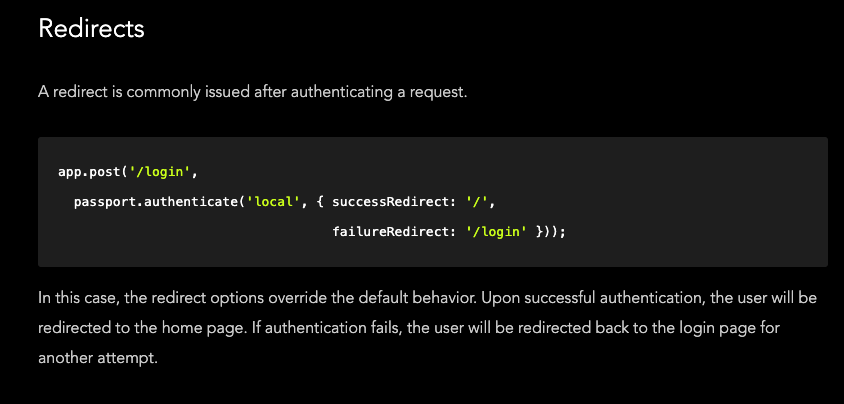 Redirects
A redirect is commonly issued after authenticating a request.
app.post('/login',
  passport.authenticate('local', { successRedirect: '/',
                                   failureRedirect: '/login' }));
In this case, the redirect options override the default behavior. Upon successful authentication, the user will be
redirected to the home page. If authentication fails, the user will be redirected back to the login page for
another attempt.